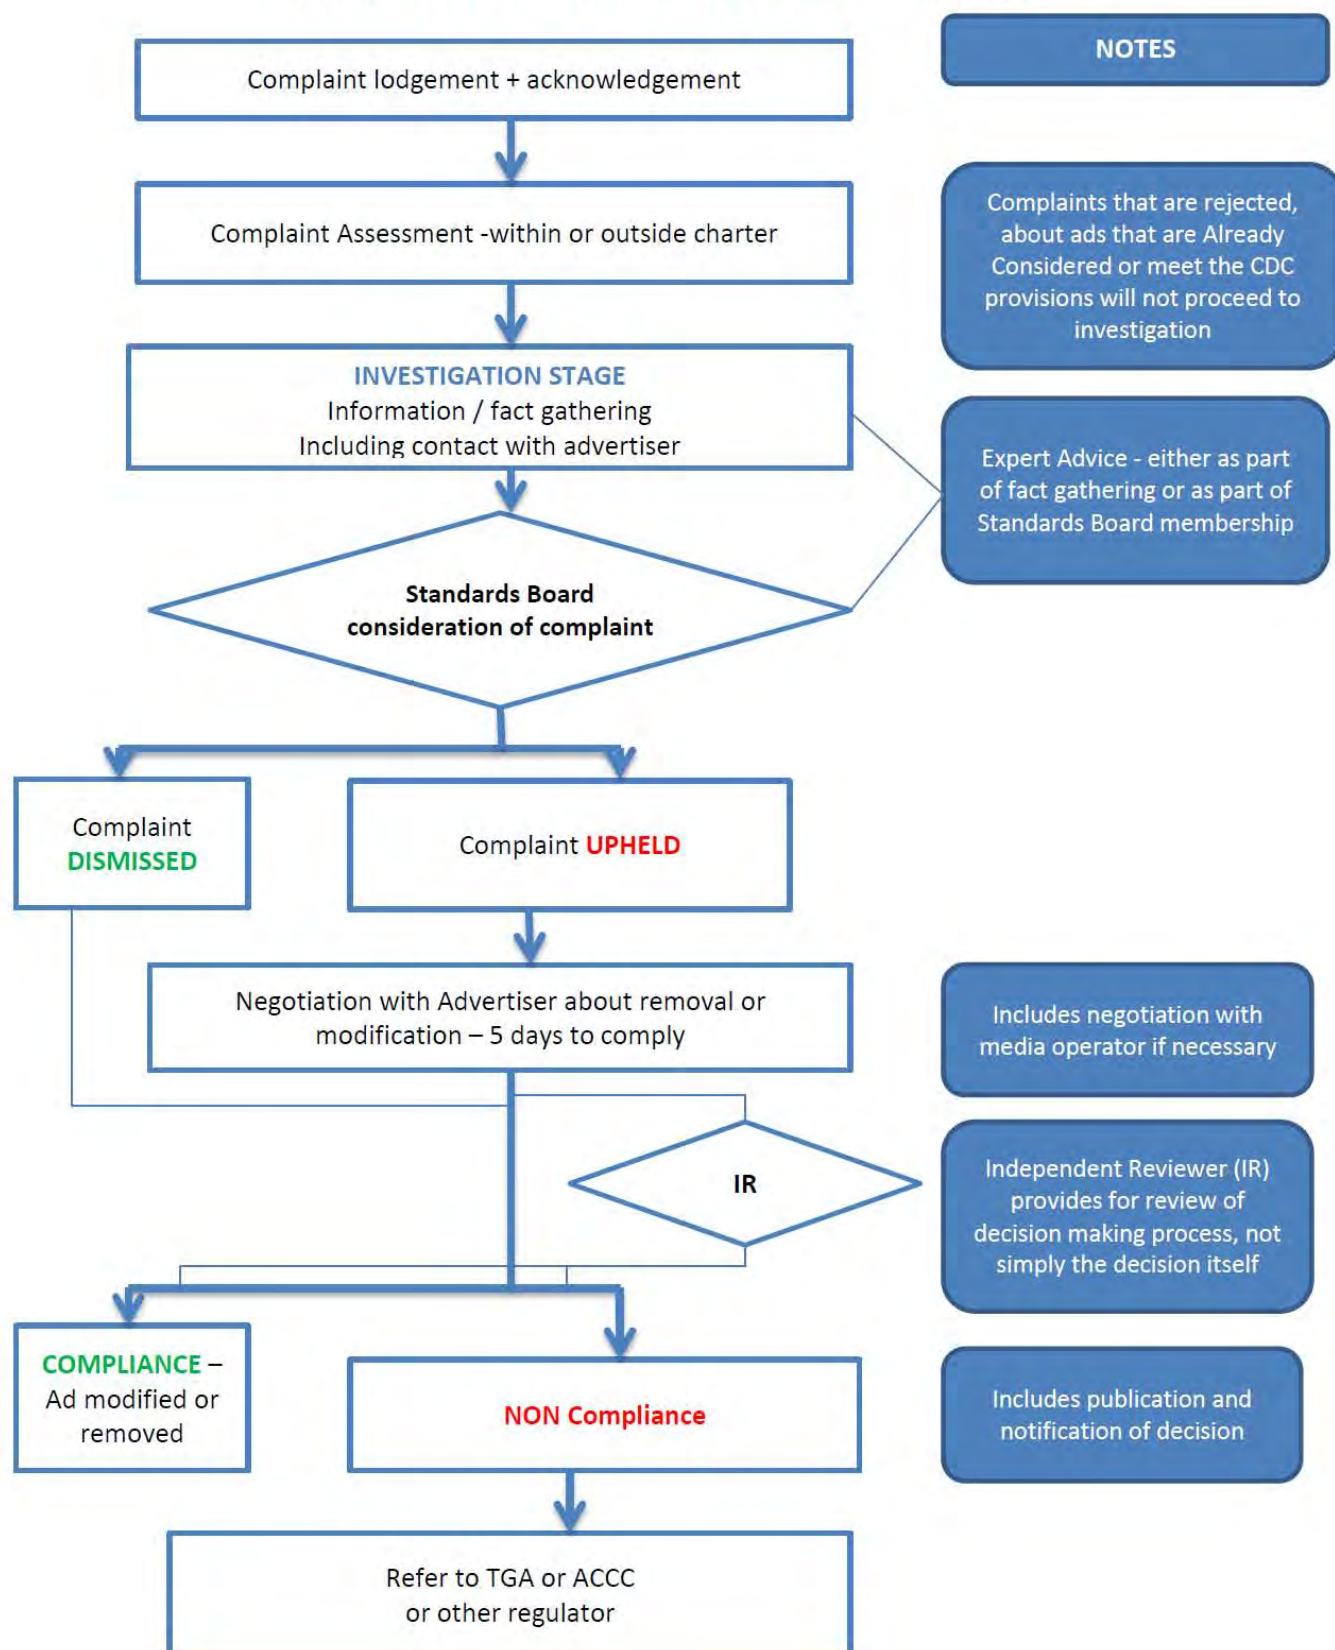 NOTES
Complaint lodgement + acknowledgement
Complaint Assessment -within or outside charter
Complaints that are rejected,
about ads that are Already
Considered or meet the CDC
provisions will not proceed to
investigation
INVESTIGATION STAGE
Information / fact gathering
Including contact with advertiser
Expert Advice - either as part
of fact gathering or as part of
Standards Board membership
Standards Board
consideration of complaint
Complaint
DISMISSED
Complaint UPHELD
Negotiation with Advertiser about removal or
modification – 5 days to comply
Includes negotiation with
media operator if necessary
IR
Independent Reviewer (IR)
provides for review of
decision making process, not
simply the decision itself
COMPLIANCE –
Ad modified or
removed
NON Compliance
Includes publication and
notification of decision
Refer to TGA or ACCC
or other regulator